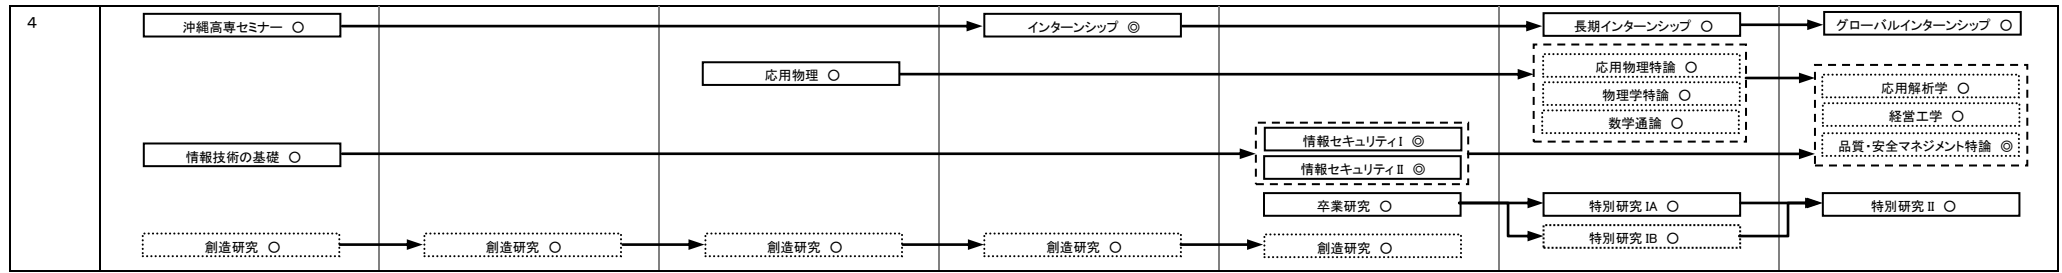 4
沖縄高専セミナー ○
インターンシップ ◎
長期インターンシップ ○
グローバルインターンシップ ○
応用物理 ○
応用物理特論 ○
物理学特論 ○
数学通論 ○
応用解析学 ○
経営工学 ○
品質・安全マネジメント特論 ◎
情報技術の基礎 ○
情報セキュリティⅠ ◎
情報セキュリティⅡ ◎
卒業研究 ○
特別研究 IA ○
特別研究 IB ○
特別研究 Ⅱ ○
創造研究 ○
創造研究 ○
創造研究 ○
創造研究 ○
創造研究 ○